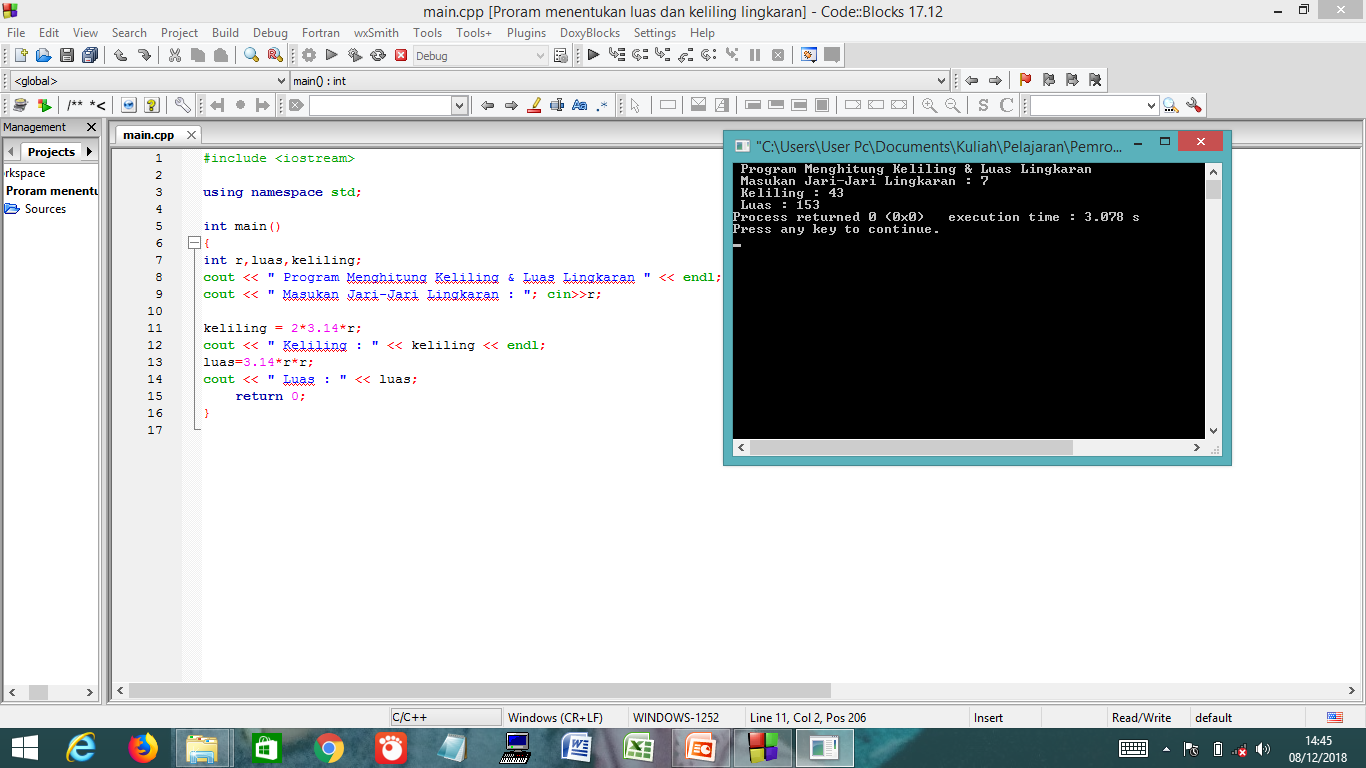 main.cpp [Proram menentukan luas dan keliling lingkaran] - Code::Blocks 17.12
File Edit View Search Project Build Debug Fortran wxSmith Tools Tools+ Plugins DoxyBlocks Settings Help
Debug
<global> main() : int
/** *<
Aa .*
S C
Management
Projects
main.cpp
rkspace
Proram mentu
Sources
1 #include <iostream>
2
3 using namespace std;
4
5 int main()
6 {
7 int r,luas,keliling;
8 cout << " Program Menghitung Keliling & Luas Lingkaran " << endl;
9 cout << " Masukan Jari-Jari Lingkaran : "; cin>>r;
10
11 keliling = 2*3.14*r;
12 cout << " Keliling : " << keliling << endl;
13 luas=3.14*r*r;
14 cout << " Luas : " << luas;
15 return 0;
16 }
17
"C:\Users\User Pc\Documents\Kuliah\Pelajaran\Pemro...
Program Menghitung Keliling & Luas Lingkaran
Masukan Jari-Jari Lingkaran : 7
Keliling : 43
Luas : 153
Process returned 0 (0x0) execution time : 3.078 s
Press any key to continue.
C/C++ Windows (CR+LF) WINDOWS-1252 Line 11, Col 2, Pos 206 Insert Read/Write default
14:45
08/12/2018